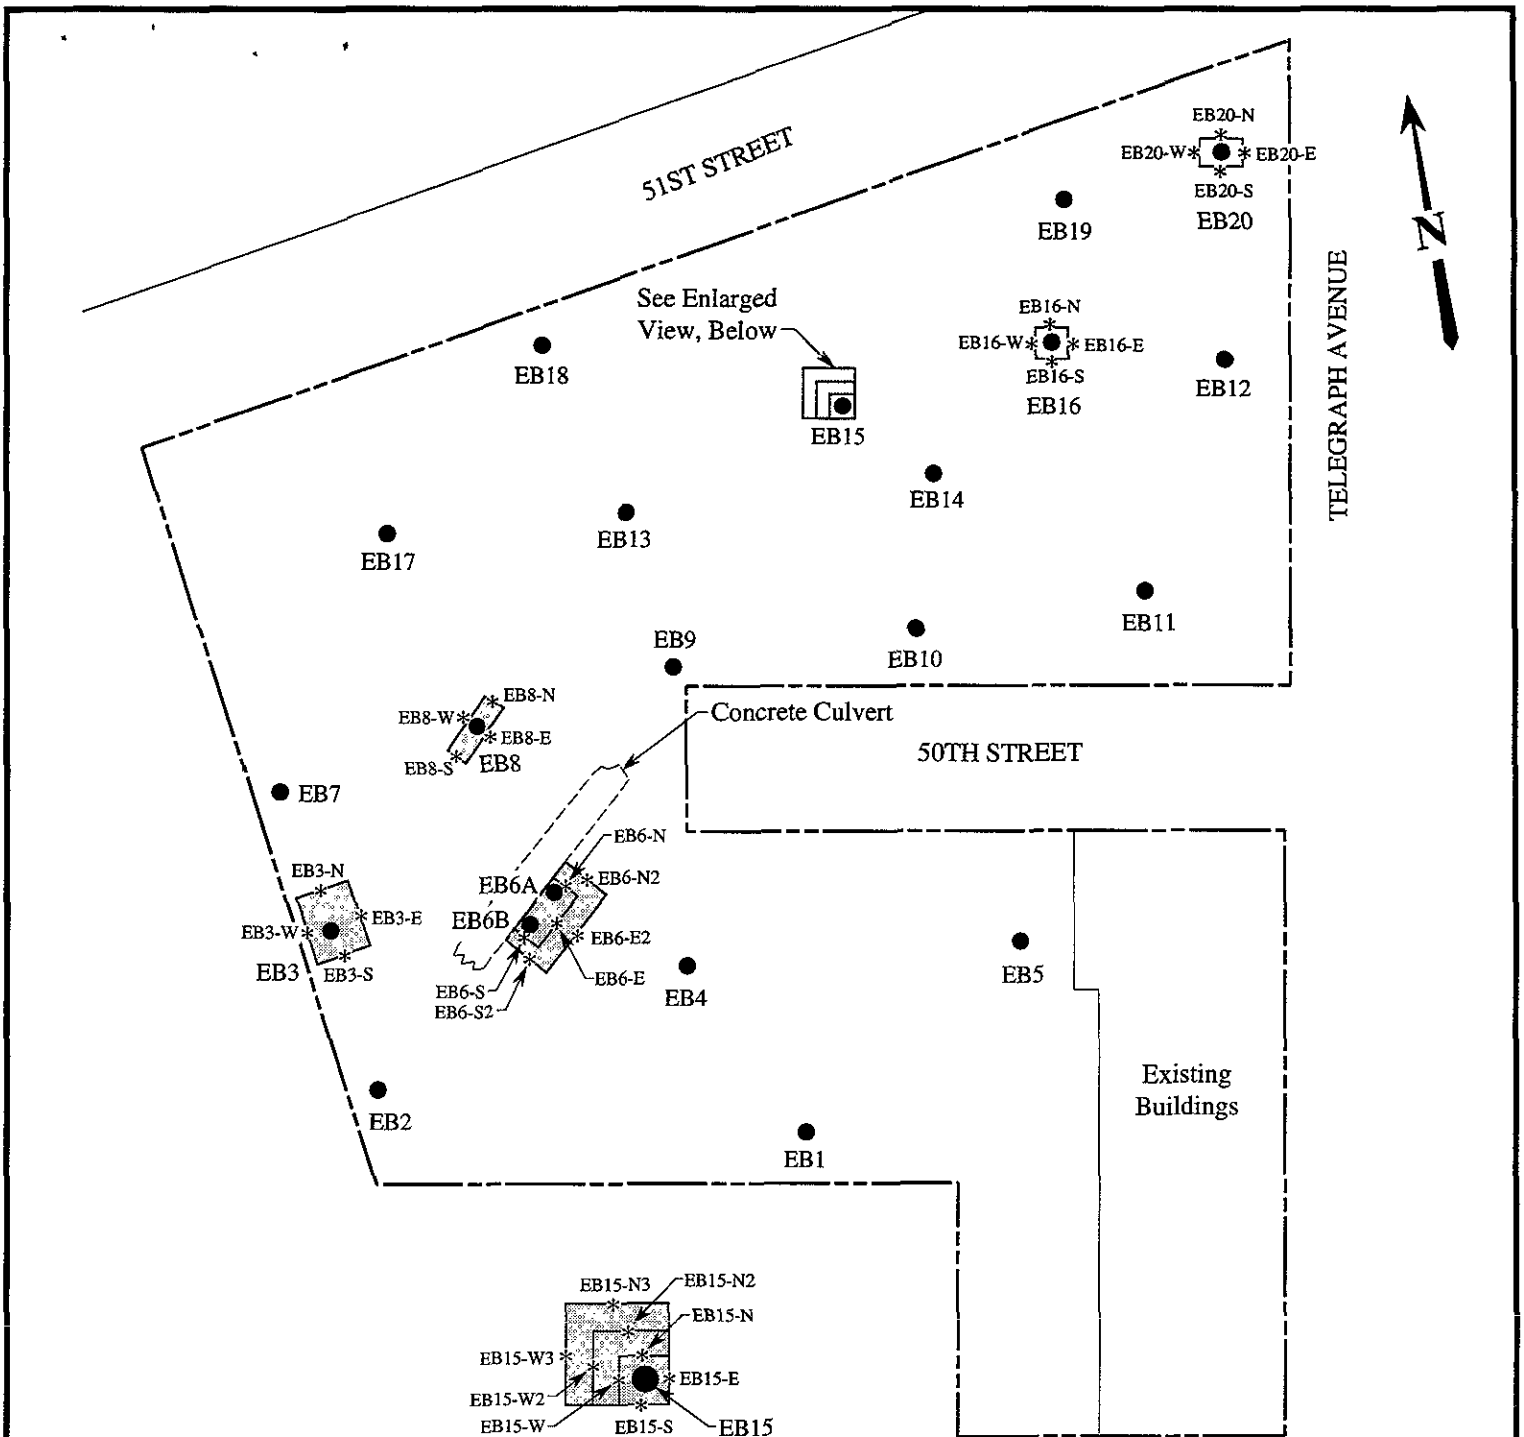 51ST STREET
EB20-N
EB20-W
EB20-E
EB20-S
EB20
EB19
N
TELEGRAPH AVENUE
See Enlarged
View, Below
EB16-N
EB16-W
EB16-E
EB16-S
EB16
EB12
EB18
EB15
EB14
EB13
EB17
EB11
EB10
EB9
EB8-N
EB8-W
EB8-E
EB8-S
EB8
Concrete Culvert
50TH STREET
EB7
EB6-N
EB6A
EB6-N2
EB6B
EB6-E2
EB6-E
EB6-S
EB6-S2
EB3-N
EB3-E
EB3-W
EB3
EB3-S
EB4
EB5
Existing
Buildings
EB2
EB1
EB15-N3
EB15-N2
EB15-N
EB15-W3
EB15-E
EB15-W2
EB15-W
EB15-S
EB15